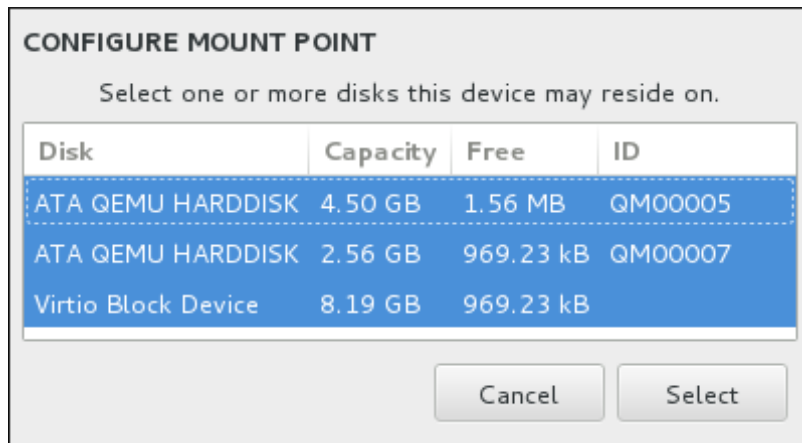 CONFIGURE MOUNT POINT
Select one or more disks this device may reside on.
Disk Capacity Free ID
ATA QEMU HARDDISK 4.50 GB 1.56 MB QM00005
ATA QEMU HARDDISK 2.56 GB 969.23 kB QM00007
Virtio Block Device 8.19 GB 969.23 kB
Cancel Select